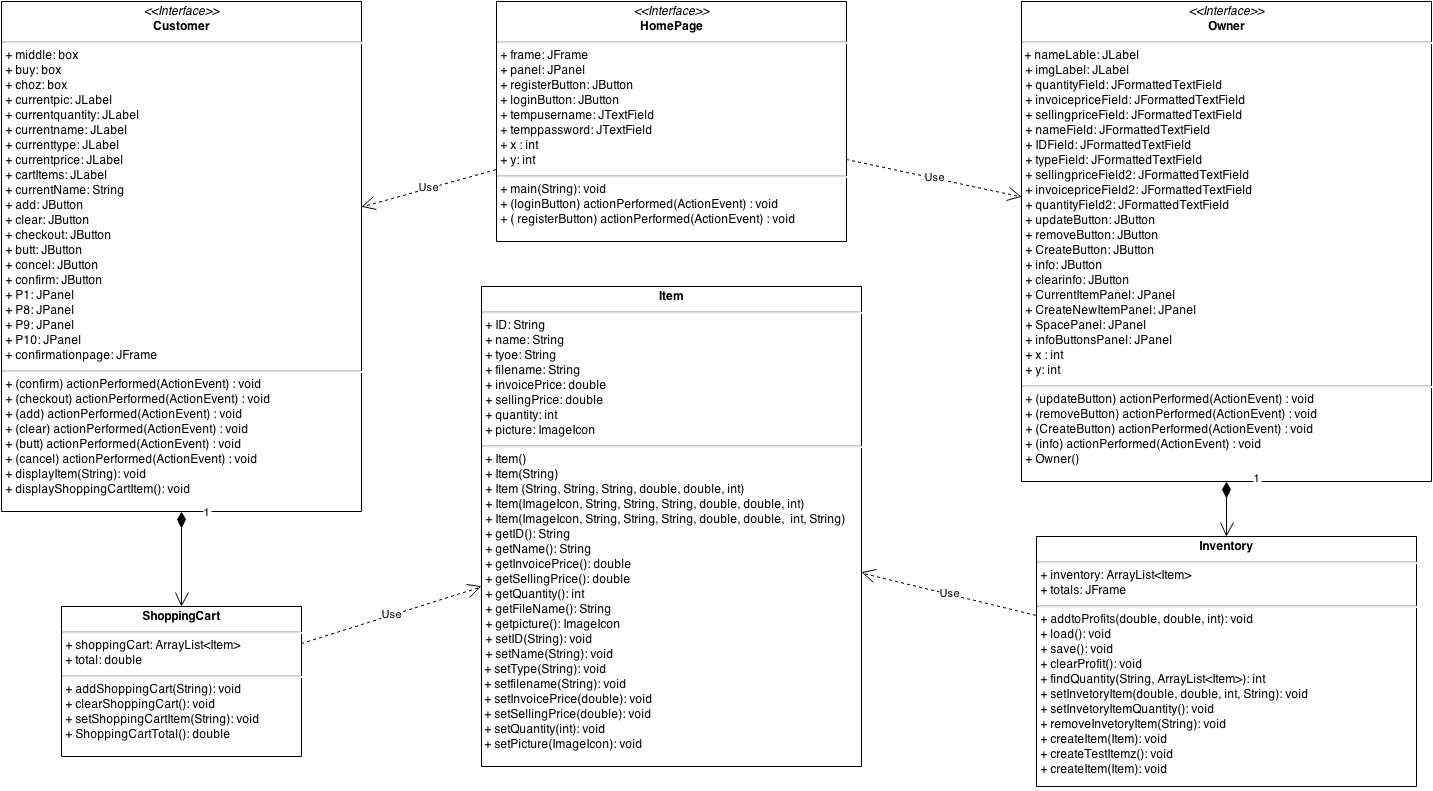 <<Interface>>
Customer
+ middle: box
+ buy: box
+ choz: box
+ currentpic: JLabel
+ currentquantity: JLabel
+ currentname: JLabel
+ currenttype: JLabel
+ currentprice: JLabel
+ cartItems: JLabel
+ currentName: String
+ add: JButton
+ clear: JButton
+ checkout: JButton
+ butt: JButton
+ concel: JButton
+ confirm: JButton
+ P1: JPanel
+ P8: JPanel
+ P9: JPanel
+ P10: JPanel
+ confirmationpage: JFrame
+ (confirm) actionPerformed(ActionEvent) : void
+ (checkout) actionPerformed(ActionEvent) : void
+ (add) actionPerformed(ActionEvent) : void
+ (clear) actionPerformed(ActionEvent) : void
+ (butt) actionPerformed(ActionEvent) : void
+ (cancel) actionPerformed(ActionEvent) : void
+ displayItem(String): void
+ displayShoppingCartItem(): void
1
<<Interface>>
HomePage
+ frame: JFrame
+ panel: JPanel
+ registerButton: JButton
+ loginButton: JButton
+ tempusername: JTextField
+ temppassword: JTextField
+ x : int
+ y: int
+ main(String): void
+ (loginButton) actionPerformed(ActionEvent) : void
+ ( registerButton) actionPerformed(ActionEvent) : void
Use
Use
<<Interface>>
Owner
+ nameLable: JLabel
+ imgLabel: JLabel
+ quantityField: JFormattedTextField
+ invoicepriceField: JFormattedTextField
+ sellingpriceField: JFormattedTextField
+ nameField: JFormattedTextField
+ IDField: JFormattedTextField
+ typeField: JFormattedTextField
+ sellingpriceField2: JFormattedTextField
+ invoicepriceField2: JFormattedTextField
+ quantityField2: JFormattedTextField
+ updateButton: JButton
+ removeButton: JButton
+ CreateButton: JButton
+ info: JButton
+ clearinfo: JButton
+ CurrentItemPanel: JPanel
+ CreateNewItemPanel: JPanel
+ SpacePanel: JPanel
+ infoButtonsPanel: JPanel
+ x : int
+ y: int
+ (updateButton) actionPerformed(ActionEvent) : void
+ (removeButton) actionPerformed(ActionEvent) : void
+ (CreateButton) actionPerformed(ActionEvent) : void
+ (info) actionPerformed(ActionEvent) : void
+ Owner()
1
Item
+ ID: String
+ name: String
+ tyoe: String
+ filename: String
+ invoicePrice: double
+ sellingPrice: double
+ quantity: int
+ picture: ImageIcon
+ Item()
+ Item(String)
+ Item (String, String, String, double, double, int)
+ Item(ImageIcon, String, String, String, double, double, int)
+ Item(ImageIcon, String, String, String, double, double, int, String)
+ getID(): String
+ getName(): String
+ getInvoicePrice(): double
+ getSellingPrice(): double
+ getQuantity(): int
+ getFileName(): String
+ getpicture(): ImageIcon
+ setID(String): void
+ setName(String): void
+ setType(String): void
+ setfilename(String): void
+ setInvoicePrice(double): void
+ setSellingPrice(double): void
+ setQuantity(int): void
+ setPicture(ImageIcon): void
Use
Use
ShoppingCart
+ shoppingCart: ArrayList<Item>
+ total: double
+ addShoppingCart(String): void
+ clearShoppingCart(): void
+ setShoppingCartItem(String): void
+ ShoppingCartTotal(): double
Inventory
+ inventory: ArrayList<Item>
+ totals: JFrame
+ addtoProfits(double, double, int): void
+ load(): void
+ save(): void
+ clearProfit(): void
+ findQuantity(String, ArrayList<Item>): int
+ setInvetoryItem(double, double, int, String): void
+ setInvetoryItemQuantity(): void
+ removeInvetoryItem(String): void
+ createItem(Item): void
+ createTestItemz(): void
+ createItem(Item): void